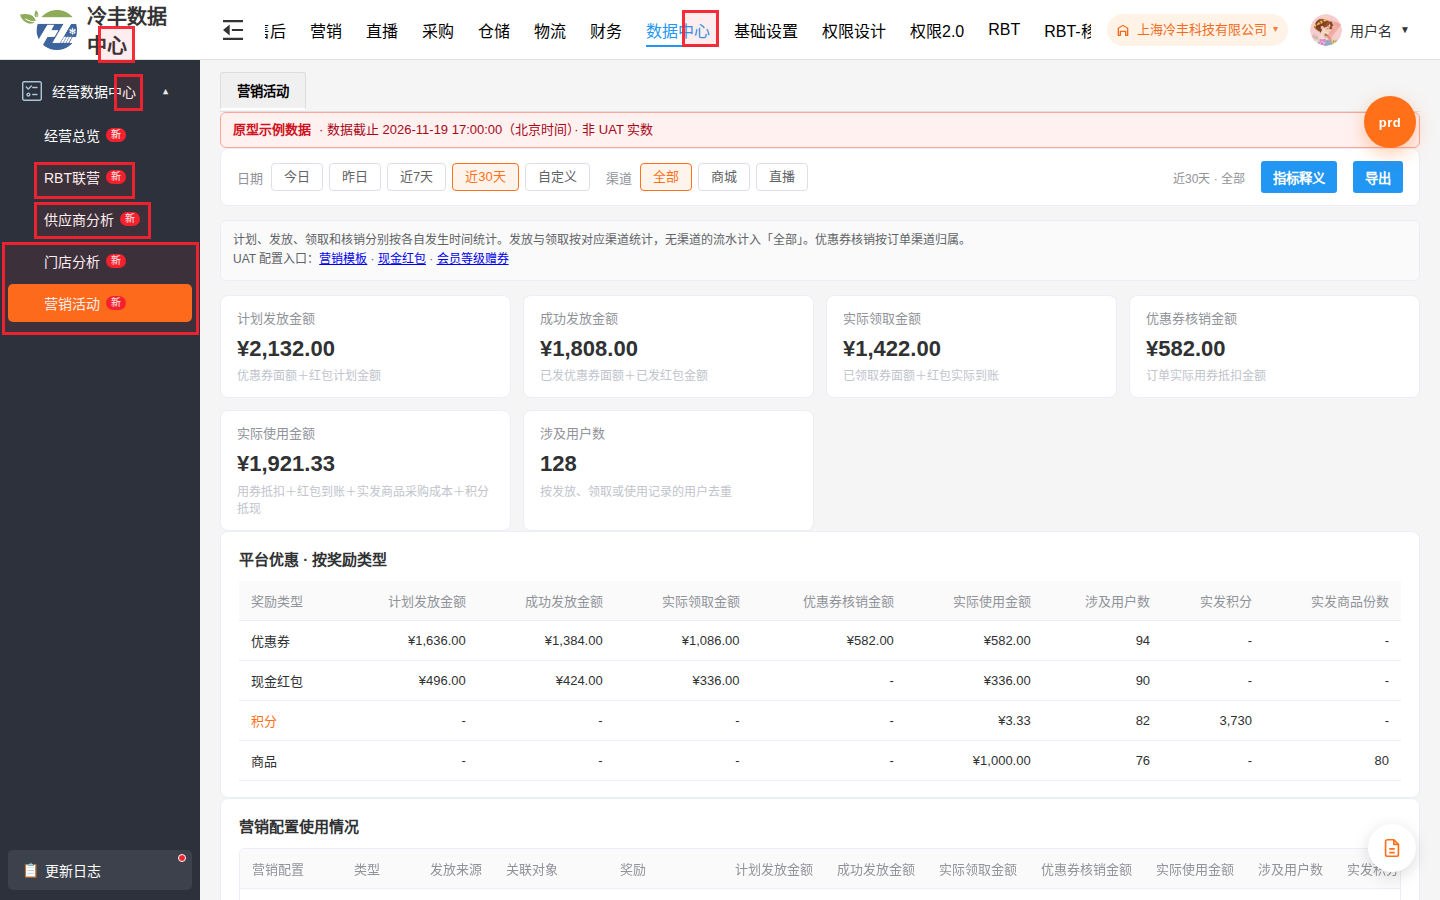 冷丰数据
中心
售后 营销 直播 采购 仓储 物流 财务 数据中心 基础设置 权限设计 权限2.0 RBT RBT-移
上海冷丰科技有限公司
用户名
经营数据中心
经营总览 新
RBT联营 新
供应商分析 新
门店分析 新
营销活动 新
更新日志
营销活动
原型示例数据 · 数据截止 2026-11-19 17:00:00（北京时间）· 非 UAT 实数
prd
日期 今日 昨日 近7天 近30天 自定义 渠道 全部 商城 直播
近30天 · 全部 指标释义 导出
计划、发放、领取和核销分别按各自发生时间统计。发放与领取按对应渠道统计，无渠道的流水计入「全部」。优惠券核销按订单渠道归属。
UAT 配置入口：营销模板 · 现金红包 · 会员等级赠券
计划发放金额
¥2,132.00
优惠券面额＋红包计划金额
成功发放金额
¥1,808.00
已发优惠券面额＋已发红包金额
实际领取金额
¥1,422.00
已领取券面额＋红包实际到账
优惠券核销金额
¥582.00
订单实际用券抵扣金额
实际使用金额
¥1,921.33
用券抵扣＋红包到账＋实发商品采购成本＋积分
抵现
涉及用户数
128
按发放、领取或使用记录的用户去重
平台优惠 · 按奖励类型
奖励类型 计划发放金额 成功发放金额 实际领取金额 优惠券核销金额 实际使用金额 涉及用户数 实发积分 实发商品份数
优惠券 ¥1,636.00 ¥1,384.00 ¥1,086.00 ¥582.00 ¥582.00 94 - -
现金红包 ¥496.00 ¥424.00 ¥336.00 - ¥336.00 90 - -
积分 - - - - ¥3.33 82 3,730 -
商品 - - - - ¥1,000.00 76 - 80
营销配置使用情况
营销配置 类型 发放来源 关联对象 奖励 计划发放金额 成功发放金额 实际领取金额 优惠券核销金额 实际使用金额 涉及用户数 实发积分